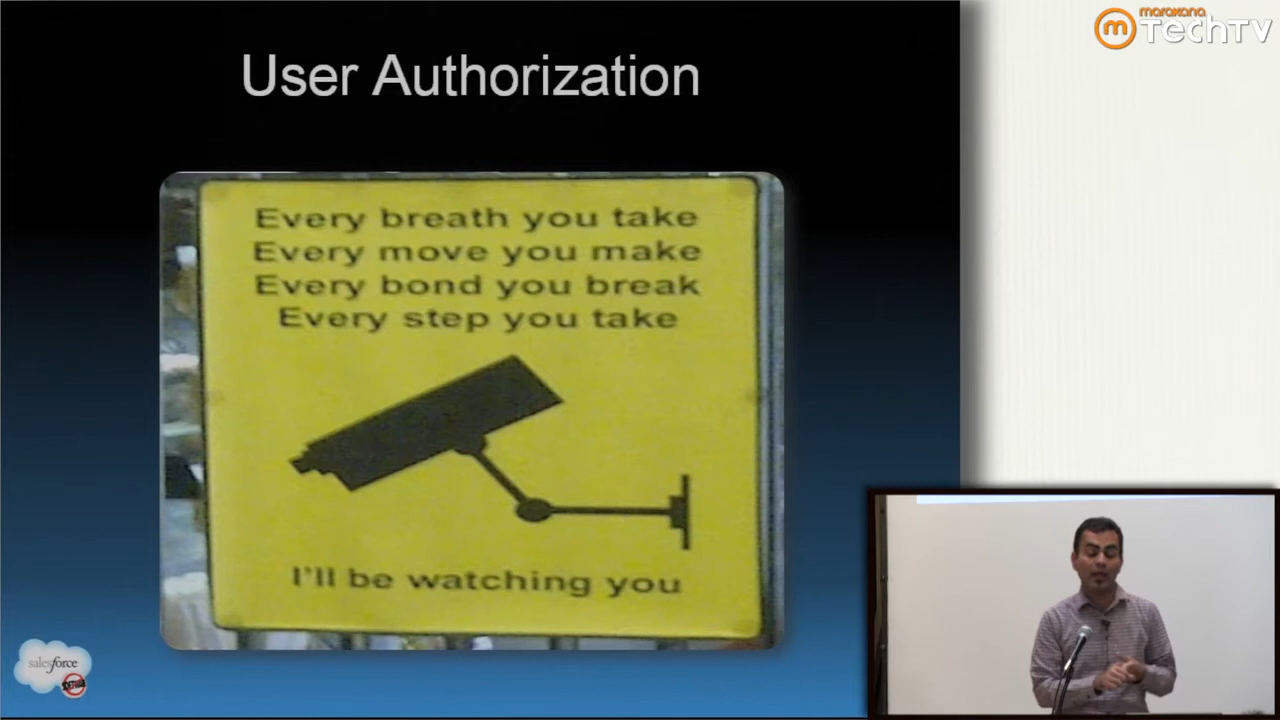 User Authorization
marakana
TechTV
Every breath you take
Every move you make
Every bond you break
Every step you take
I'll be watching you
salesforce